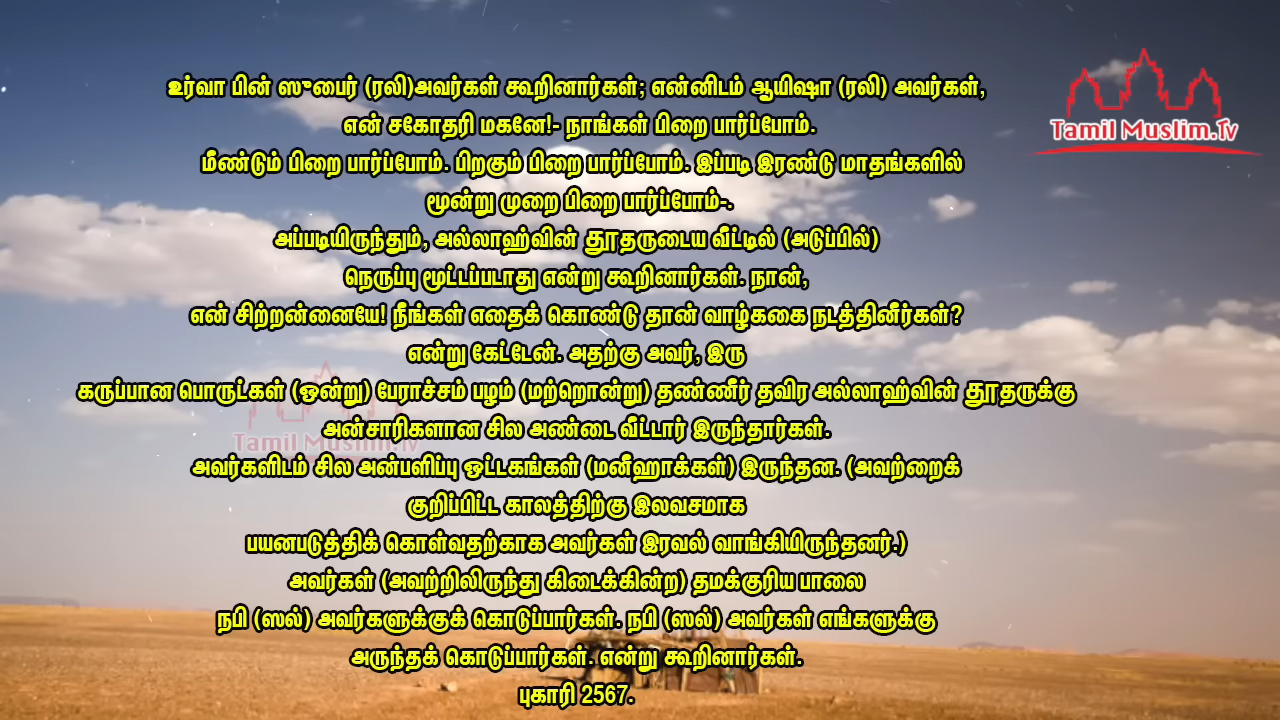 உர்வா பின் ஸுபைர் (ரலி)அவர்கள் கூறினார்கள்; என்னிடம் ஆயிஷா (ரலி) அவர்கள்,
என் சகோதரி மகனே!- நாங்கள் பிறை பார்ப்போம்.
மீண்டும் பிறை பார்ப்போம். பிறகும் பிறை பார்ப்போம். இப்படி இரண்டு மாதங்களில்
மூன்று முறை பிறை பார்ப்போம்-.
அப்படியிருந்தும், அல்லாஹ்வின் தூதருடைய வீட்டில் (அடுப்பில்)
நெருப்பு மூட்டப்படாது என்று கூறினார்கள். நான்,
என் சிற்றன்னையே! நீங்கள் எதைக் கொண்டு தான் வாழ்ககை நடத்தினீர்கள்?
என்று கேட்டேன். அதற்கு அவர், இரு
கருப்பான பொருட்கள் (ஒன்று) பேராச்சம் பழம் (மற்றொன்று) தண்ணீர் தவிர அல்லாஹ்வின் தூதருக்கு
அன்சாரிகளான சில அண்டை வீட்டார் இருந்தார்கள்.
அவர்களிடம் சில அன்பளிப்பு ஒட்டகங்கள் (மனீஹாக்கள்) இருந்தன. (அவற்றைக்
குறிப்பிட்ட காலத்திற்கு இலவசமாக
பயனபடுத்திக் கொள்வதற்காக அவர்கள் இரவல் வாங்கியிருந்தனர்.)
அவர்கள் (அவற்றிலிருந்து கிடைக்கின்ற) தமக்குரிய பாலை
நபி (ஸல்) அவர்களுக்குக் கொடுப்பார்கள். நபி (ஸல்) அவர்கள் எங்களுக்கு
அருந்தக் கொடுப்பார்கள். என்று கூறினார்கள்.
புகாரி 2567.
Tamil Muslim.Tv
Tamil Muslim.tv